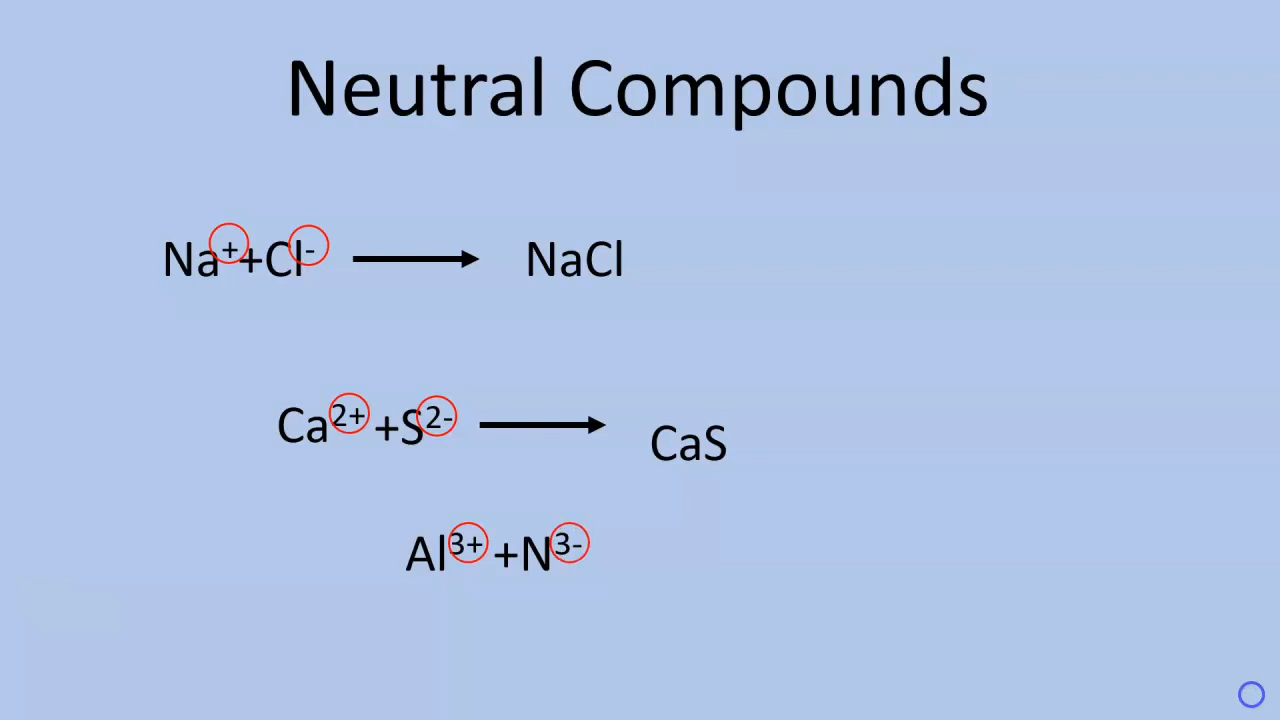 Neutral Compounds
Na⁺+Cl⁻ ⟶ NaCl
Ca²⁺ +S²⁻ ⟶ CaS
Al³⁺ +N³⁻